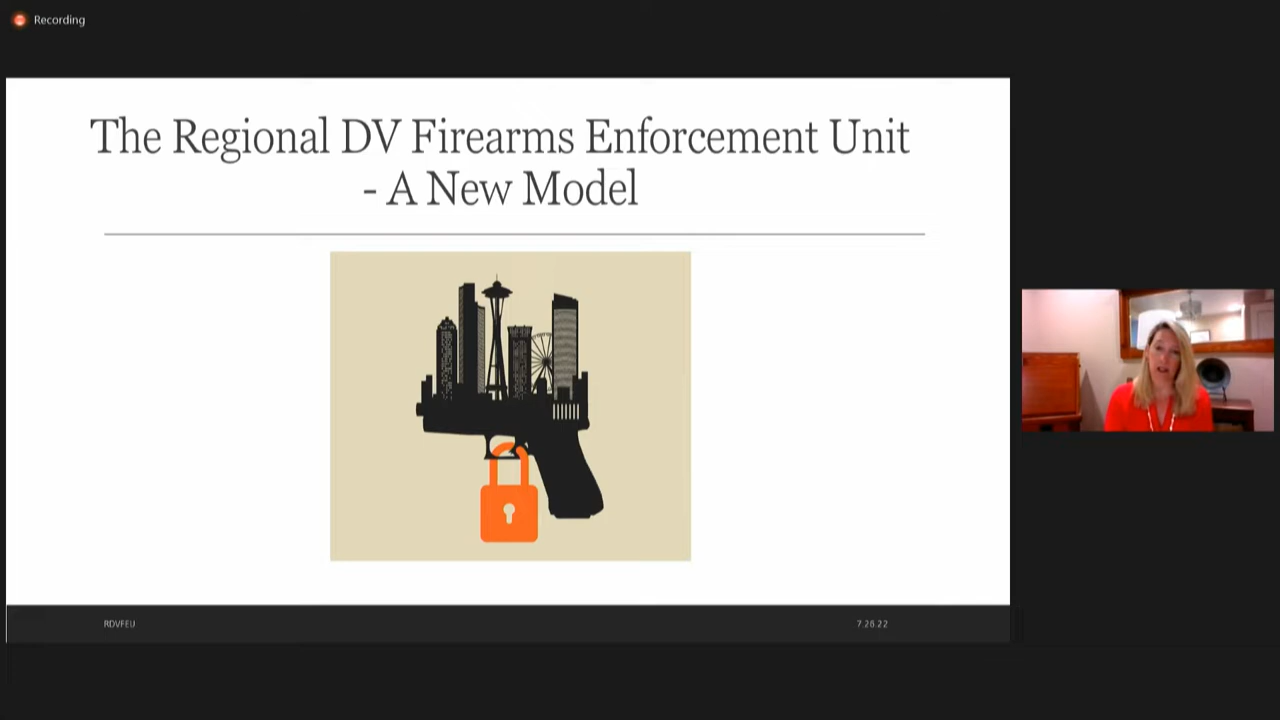 Recording
The Regional DV Firearms Enforcement Unit
- A New Model
RDVFEU
7.26.22